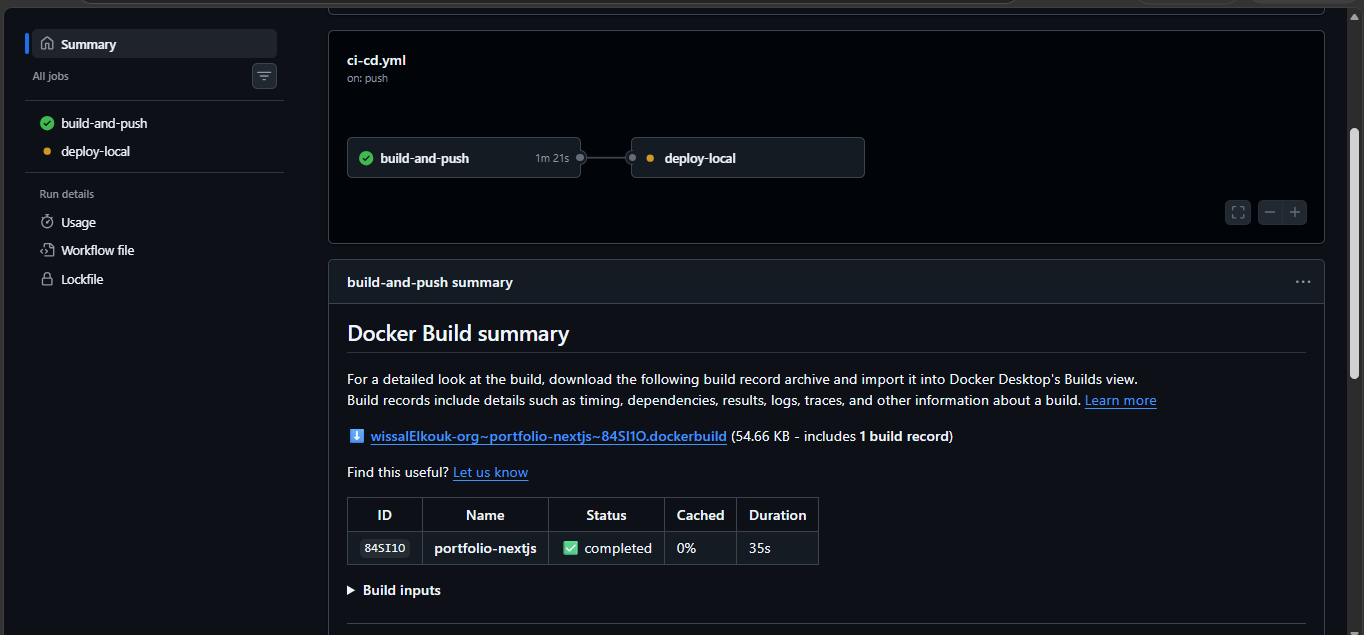 Summary
All jobs
build-and-push
deploy-local
Run details
Usage
Workflow file
Lockfile
ci-cd.yml
on: push
build-and-push 1m 21s
deploy-local
build-and-push summary
Docker Build summary
For a detailed look at the build, download the following build record archive and import it into Docker Desktop's Builds view.
Build records include details such as timing, dependencies, results, logs, traces, and other information about a build. Learn more
wissalElkouk-org~portfolio-nextjs~84SI1O.dockerbuild (54.66 KB - includes 1 build record)
Find this useful? Let us know
ID Name Status Cached Duration
84SI1O portfolio-nextjs completed 0% 35s
Build inputs